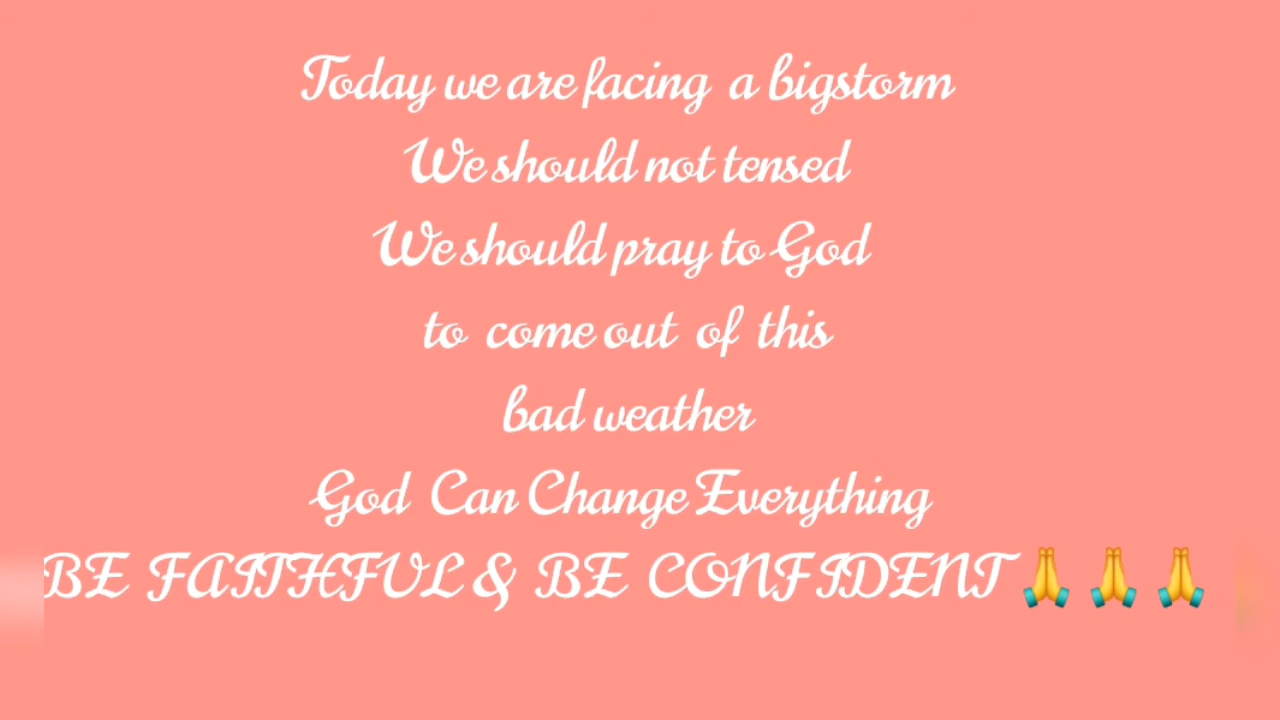 Today we are facing a bigstorm
We should not tensed
We should pray to God
to come out of this
bad weather
God Can Change Everything
BE FAITHFUL & BE CONFIDENT🙏🙏🙏